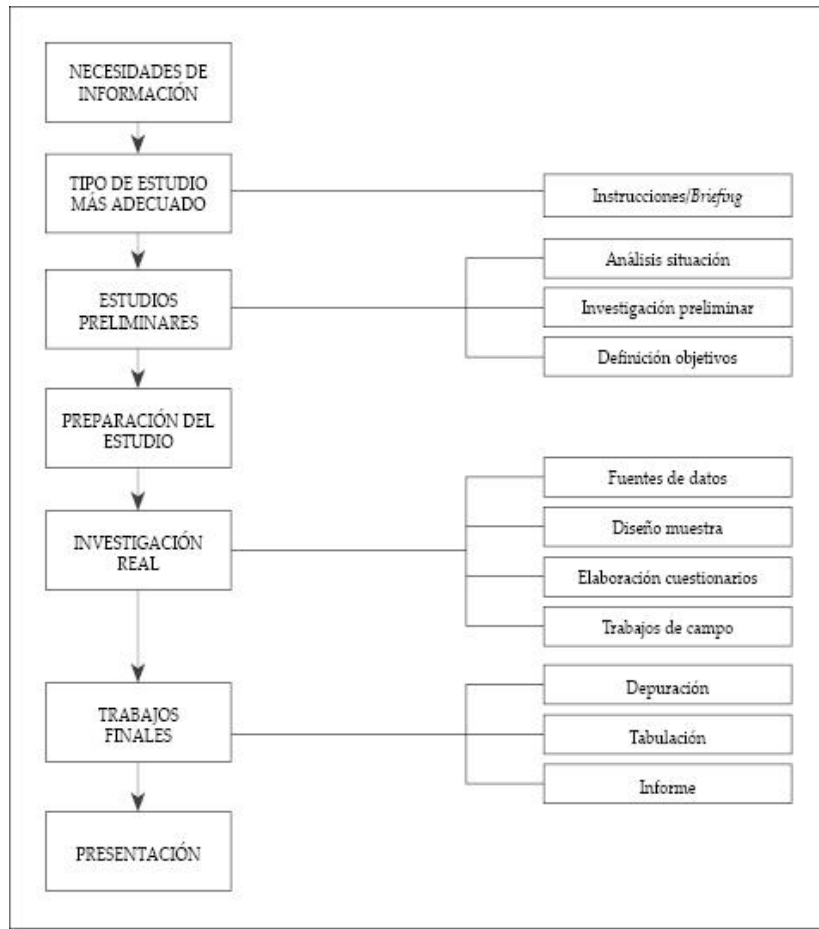 NECESIDADES DE
INFORMACIÓN
TIPO DE ESTUDIO
MÁS ADECUADO
Instrucciones/Briefing
ESTUDIOS
PRELIMINARES
Análisis situación
Investigación preliminar
Definición objetivos
PREPARACIÓN DEL
ESTUDIO
INVESTIGACIÓN
REAL
Fuentes de datos
Diseño muestra
Elaboración cuestionarios
Trabajos de campo
TRABAJOS
FINALES
Depuración
Tabulación
Informe
PRESENTACIÓN